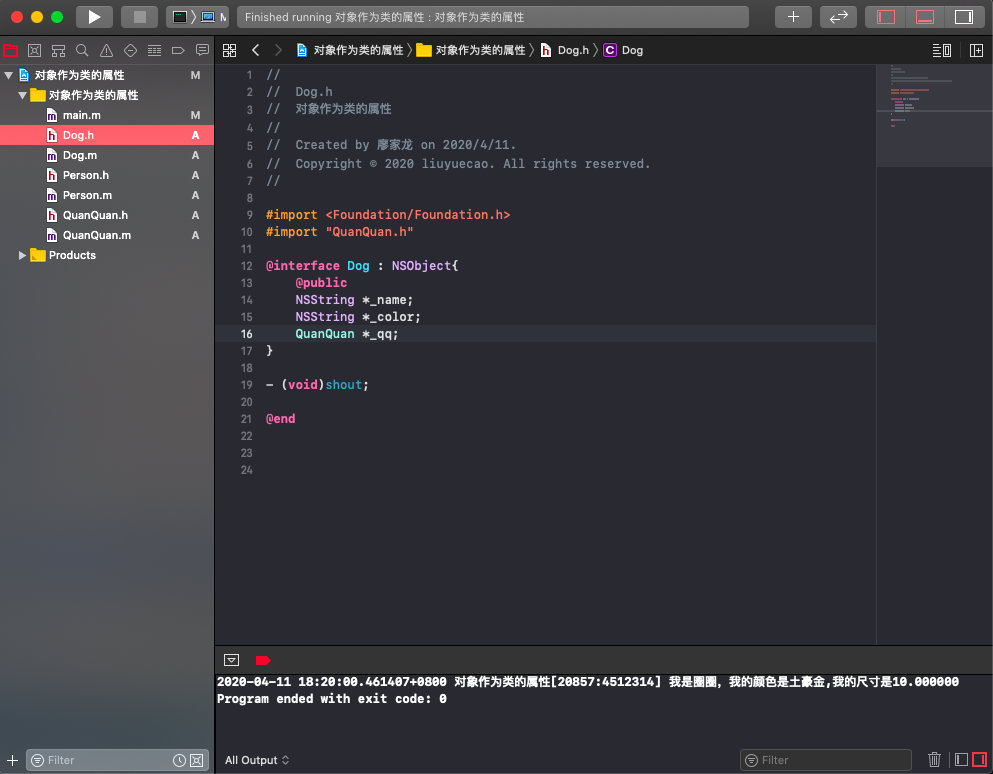 M
Finished running 对象作为类的属性 : 对象作为类的属性
对象作为类的属性 对象作为类的属性 Dog.h C Dog
对象作为类的属性 M
对象作为类的属性
main.m M
Dog.h A
Dog.m A
Person.h A
Person.m A
QuanQuan.h A
QuanQuan.m A
Products
1 //
2 // Dog.h
3 // 对象作为类的属性
4 //
5 // Created by 廖家龙 on 2020/4/11.
6 // Copyright © 2020 liuyuecao. All rights reserved.
7 //
8
9 #import <Foundation/Foundation.h>
10 #import "QuanQuan.h"
11
12 @interface Dog : NSObject{
13 @public
14 NSString *_name;
15 NSString *_color;
16 QuanQuan *_qq;
17 }
18
19 - (void)shout;
20
21 @end
22
23
24
2020-04-11 18:20:00.461407+0800 对象作为类的属性[20857:4512314] 我是圈圈，我的颜色是土豪金,我的尺寸是10.000000
Program ended with exit code: 0
Filter
All Output
Filter